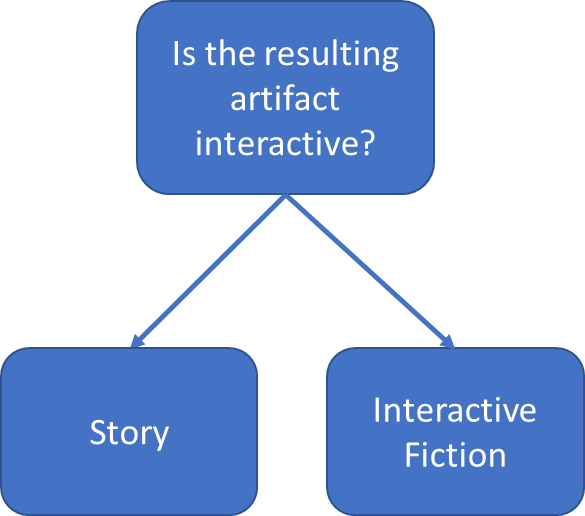 Is the resulting
artifact
interactive?
Story
Interactive
Fiction